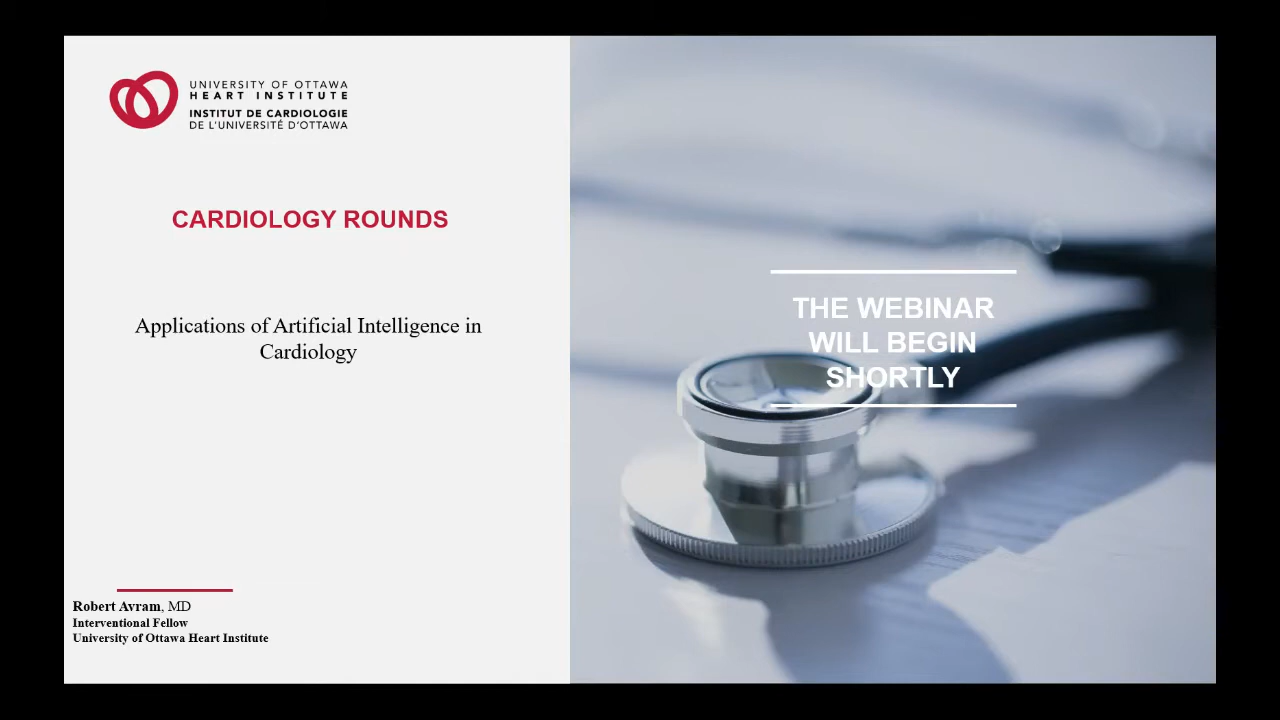 UNIVERSITY OF OTTAWA
HEART INSTITUTE
INSTITUT DE CARDIOLOGIE
DE L'UNIVERSITÉ D'OTTAWA
CARDIOLOGY ROUNDS
Applications of Artificial Intelligence in
Cardiology
Robert Avram, MD
Interventional Fellow
University of Ottawa Heart Institute
THE WEBINAR
WILL BEGIN
SHORTLY